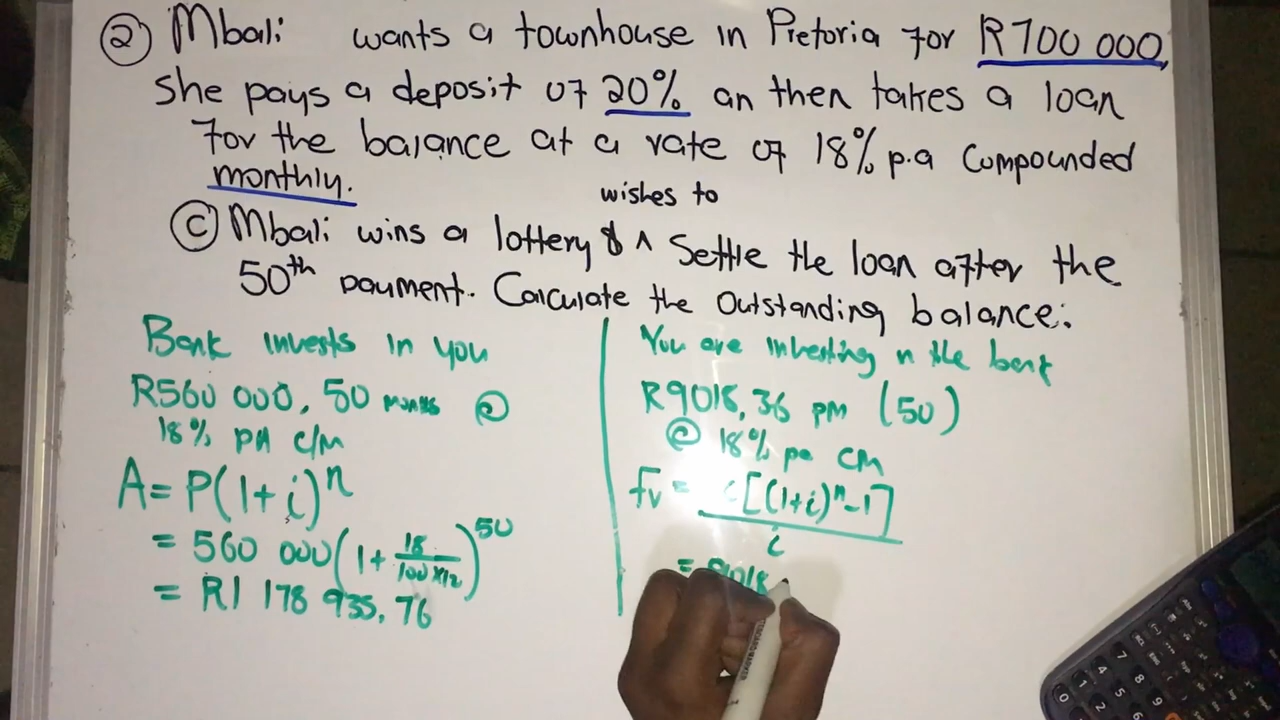 ② Mbali wants a townhouse in Pretoria for R700 000,
She pays a deposit of 20% an then takes a loan
for the balance at a rate of 18% p.a compounded
monthly.
wishes to
ⓒ Mbali wins a lottery & ^ settle the loan after the
50th payment. Calculate the outstanding balance:
Bank invests in you
R560 000, 50 months @
18% PA C/M
A = P(1+i)^n
= 560 000(1 + 18/100×12)^50
= R1 178 935,76
You are investing n the bank
R9018,36 pm (50)
@ 18% pa CM
Fv = [(1+i)^n -1]
i
= 9018